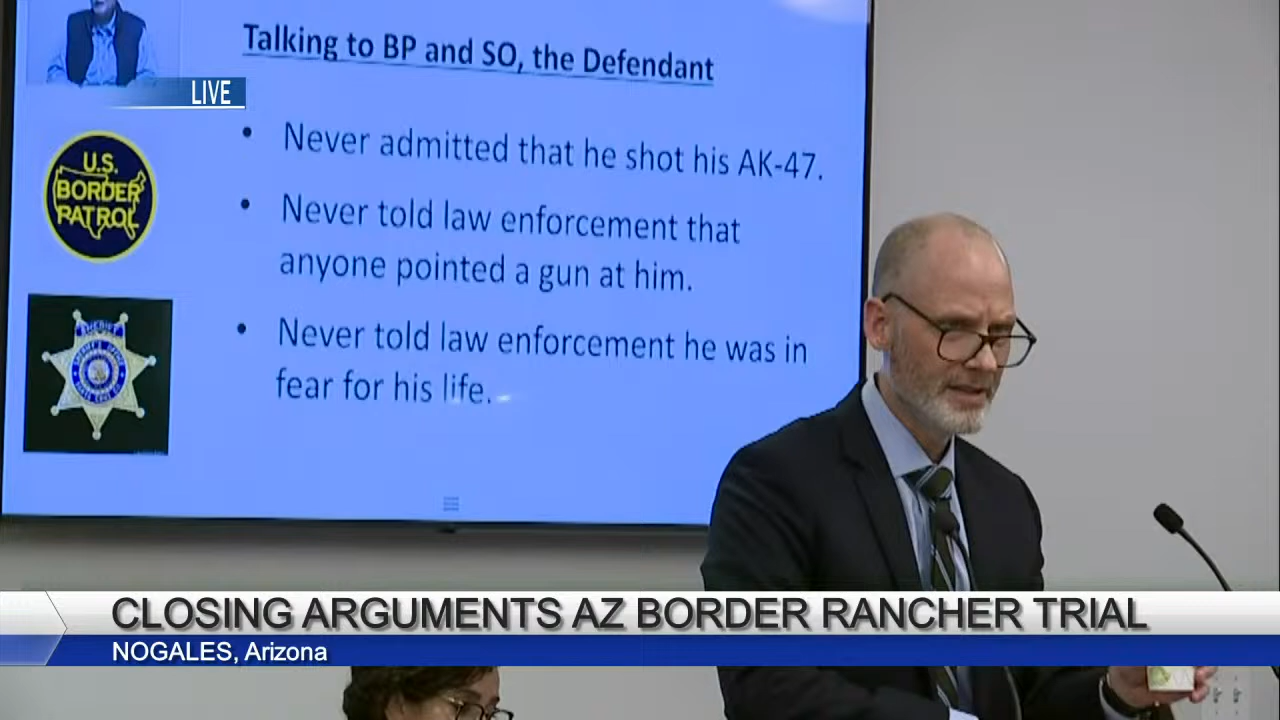 Talking to BP and SO, the Defendant
LIVE
• Never admitted that he shot his AK-47.
U.S.
BORDER
PATROL
• Never told law enforcement that
anyone pointed a gun at him.
• Never told law enforcement he was in
fear for his life.
SHERIFF
CLOSING ARGUMENTS AZ BORDER RANCHER TRIAL
NOGALES, Arizona